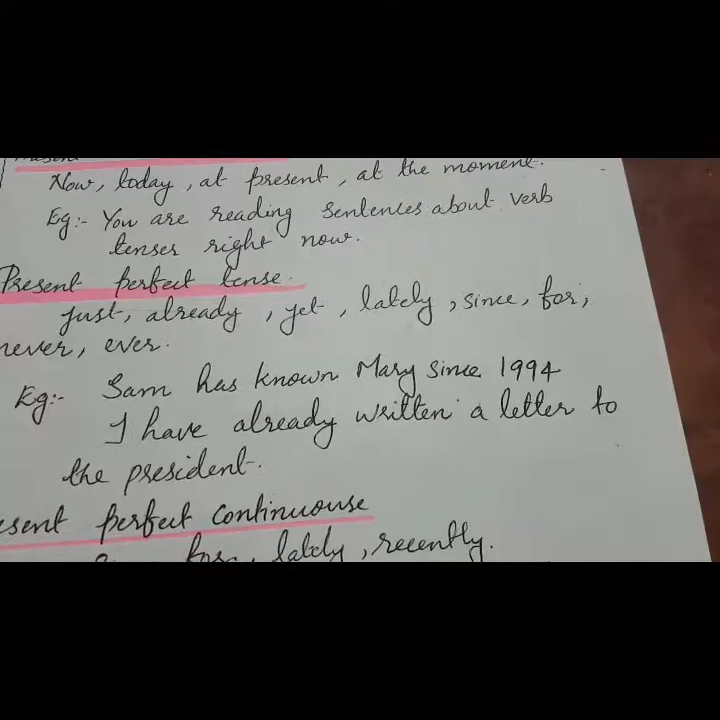 Now, today, at present, at the moment.
Eg:- You are reading sentences about verb
tenses right now.
Present perfect tense.
just, already, yet, lately, since, for,
never, ever.
Eg:- Sam has known Mary since 1994
I have already written a letter to
the president.
esent perfect continuouse
for, lately, recently.